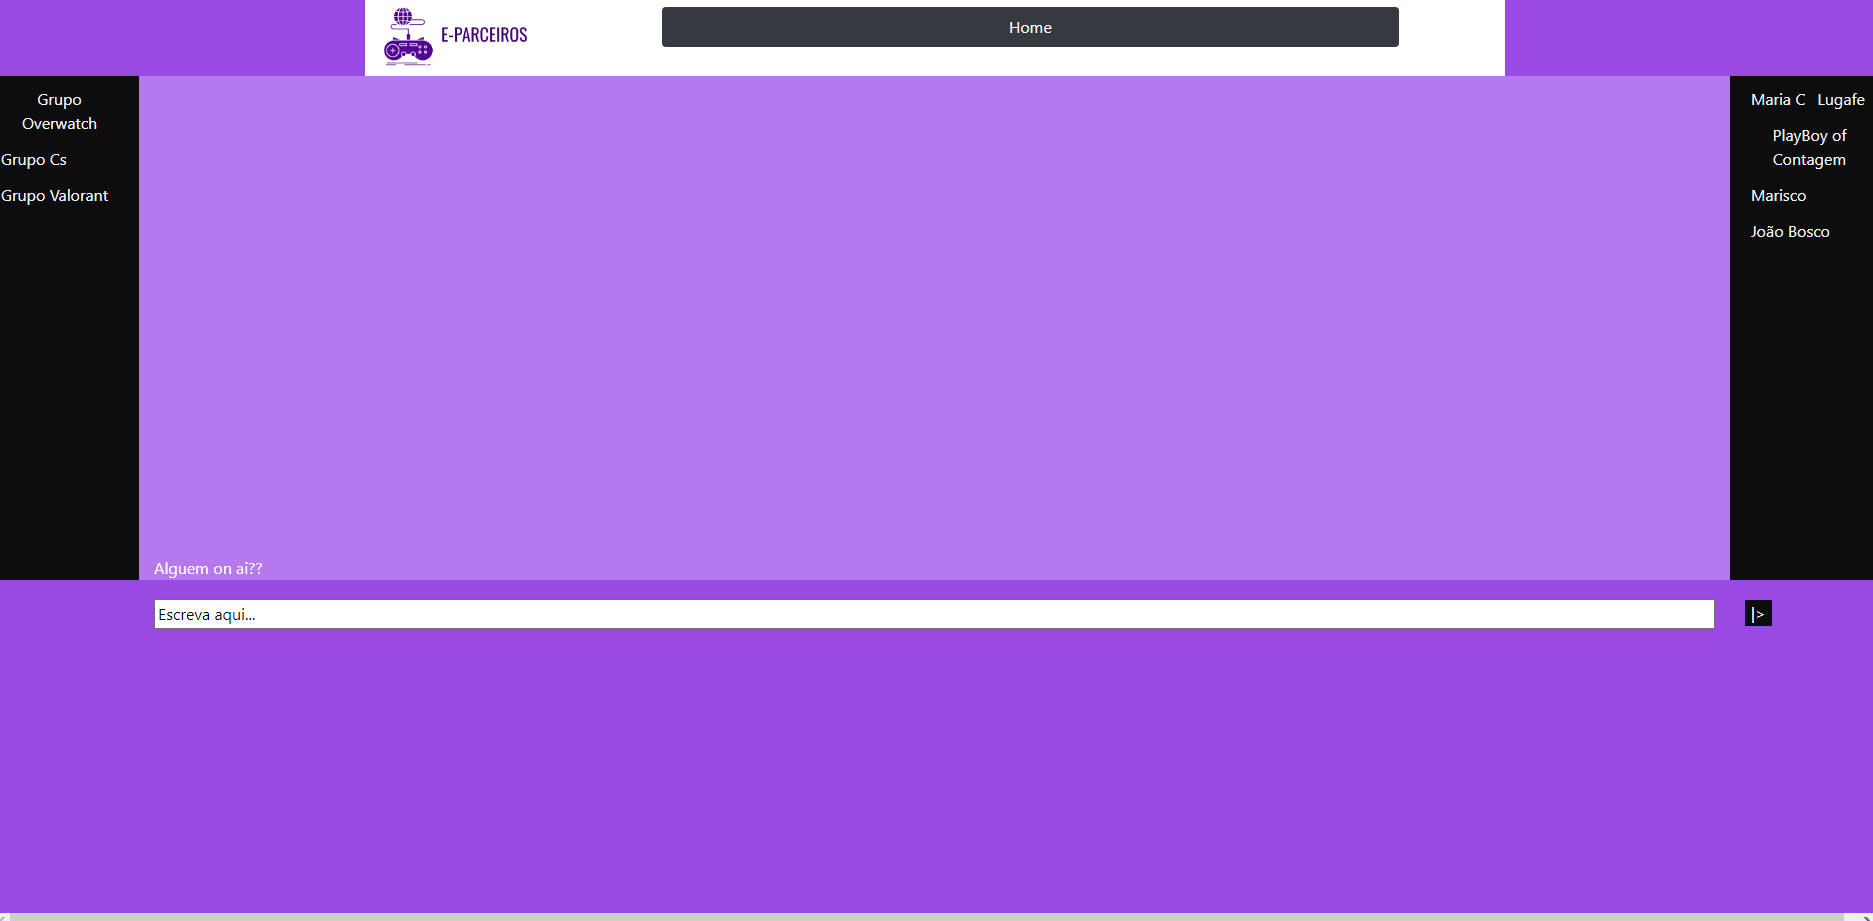 E-PARCEIROS
Home
Grupo
Overwatch
Grupo Cs
Grupo Valorant
Maria C Lugafe
PlayBoy of
Contagem
Marisco
João Bosco
Alguem on ai??
Escreva aqui...
|>